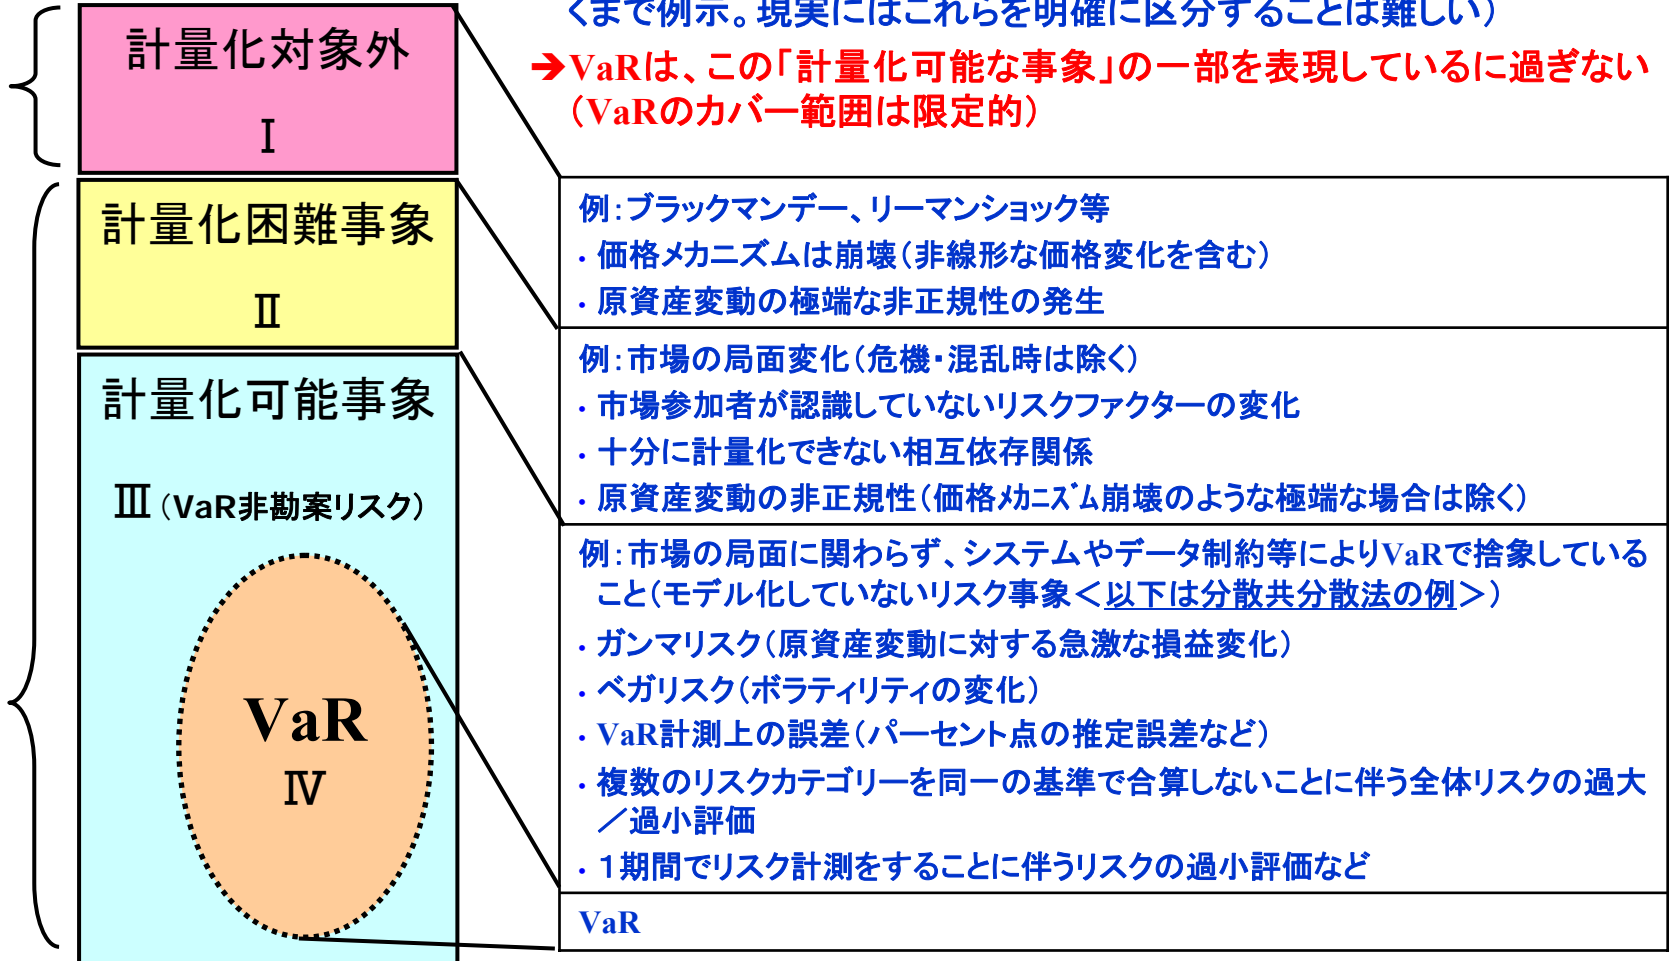 くまで例示。現実にはこれらを明確に区分することは難しい）
➔VaRは、この「計量化可能な事象」の一部を表現しているに過ぎない
（VaRのカバー範囲は限定的）
計量化対象外
Ⅰ
計量化困難事象
Ⅱ
計量化可能事象
Ⅲ（VaR非勘案リスク）
VaR
Ⅳ
例：ブラックマンデー、リーマンショック等
・価格メカニズムは崩壊（非線形な価格変化を含む）
・原資産変動の極端な非正規性の発生
例：市場の局面変化（危機・混乱時は除く）
・市場参加者が認識していないリスクファクターの変化
・十分に計量化できない相互依存関係
・原資産変動の非正規性（価格ﾒｶﾆｽﾞﾑ崩壊のような極端な場合は除く）
例：市場の局面に関わらず、システムやデータ制約等によりVaRで捨象している
こと（モデル化していないリスク事象＜以下は分散共分散法の例＞）
・ガンマリスク（原資産変動に対する急激な損益変化）
・ベガリスク（ボラティリティの変化）
・VaR計測上の誤差（パーセント点の推定誤差など）
・複数のリスクカテゴリーを同一の基準で合算しないことに伴う全体リスクの過大
／過小評価
・１期間でリスク計測をすることに伴うリスクの過小評価など
VaR